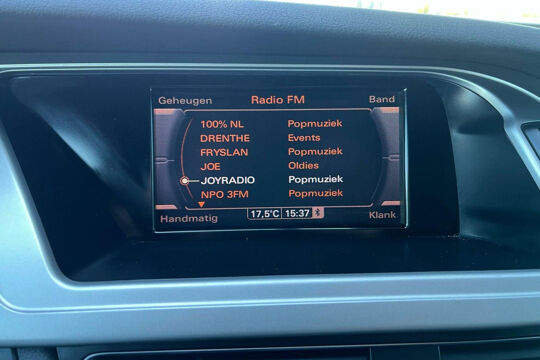 Geheugen Radio FM Band
100% NL Popmuziek
DRENTHE Events
FRYSLAN Popmuziek
JOE Oldies
JOYRADIO Popmuziek
NPO 3FM Popmuziek
Handmatig 17,5°C 15:37 Klank